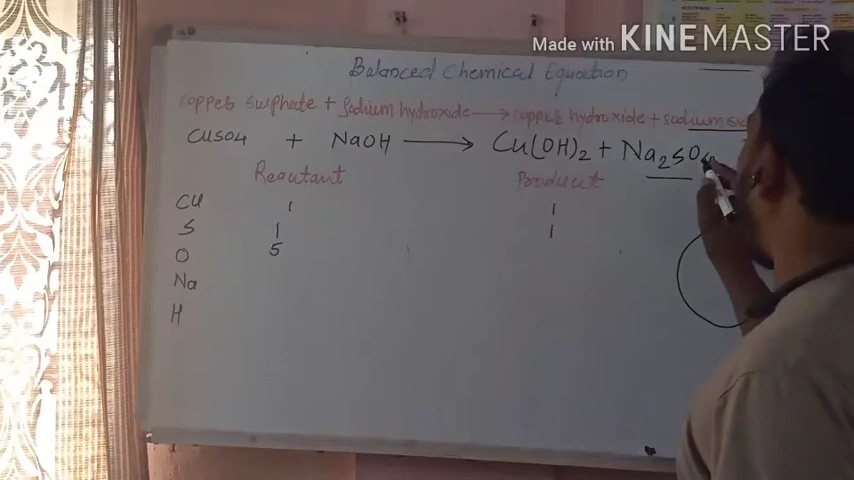 Made with KINEMASTER
Balanced Chemical Equation
copper sulphate + Sodium hydroxide → copper hydroxide + sodium
CuSO4 + NaOH → Cu(OH)2 + Na2SO4
Reautant Product
Cu 1 1
S 1 1
O 5
Na
H